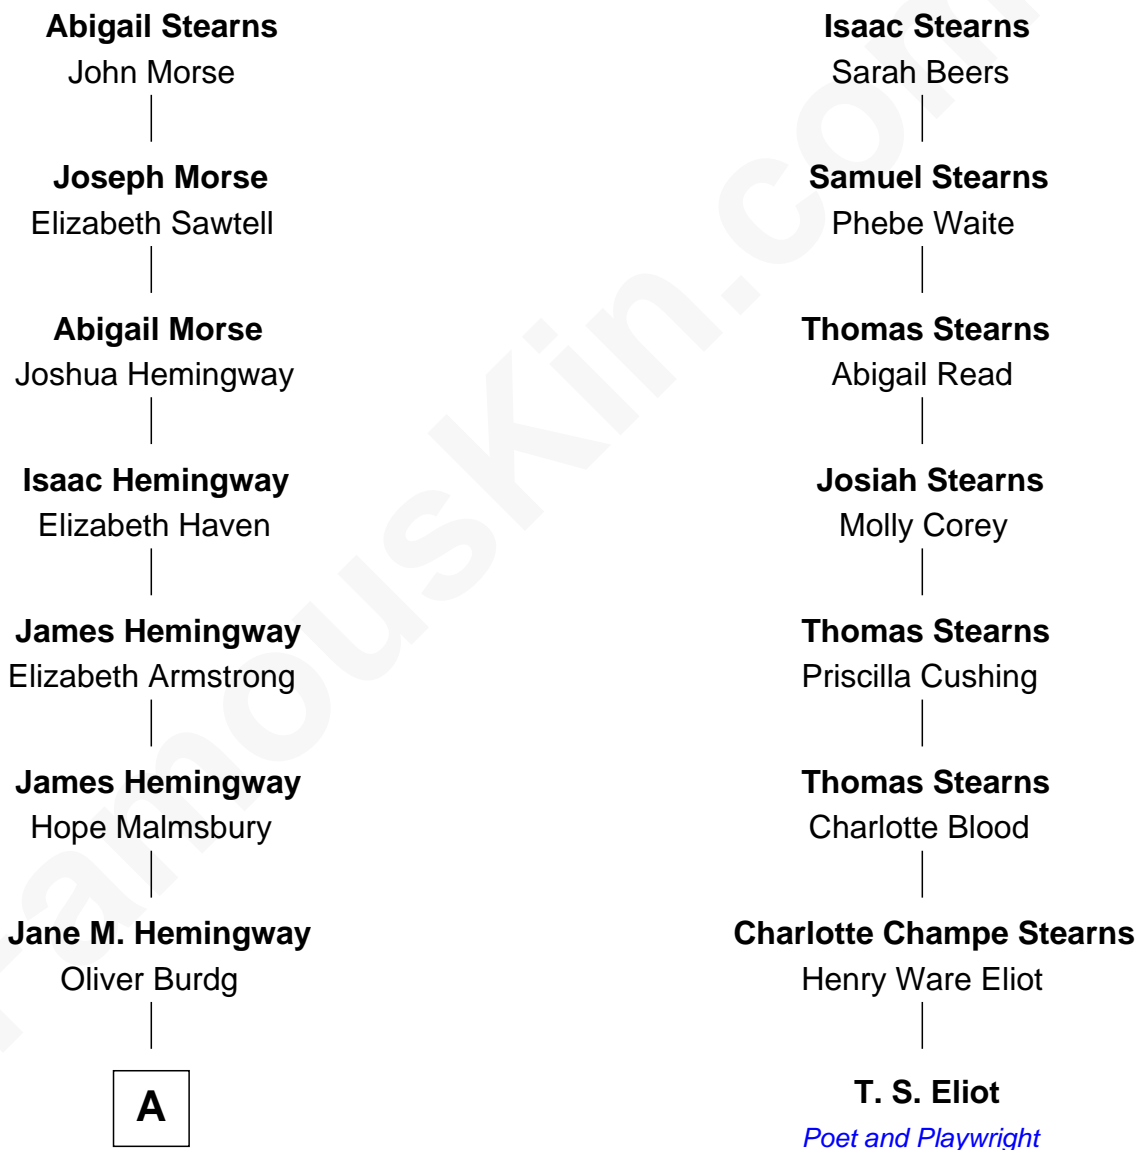 Abigail Stearns
John Morse
Joseph Morse
Elizabeth Sawtell
Abigail Morse
Joshua Hemingway
Isaac Hemingway
Elizabeth Haven
James Hemingway
Elizabeth Armstrong
James Hemingway
Hope Malmsbury
Jane M. Hemingway
Oliver Burdg
A
Isaac Stearns
Sarah Beers
Samuel Stearns
Phebe Waite
Thomas Stearns
Abigail Read
Josiah Stearns
Molly Corey
Thomas Stearns
Priscilla Cushing
Thomas Stearns
Charlotte Blood
Charlotte Champe Stearns
Henry Ware Eliot
T. S. Eliot
Poet and Playwright
FamousKin.com